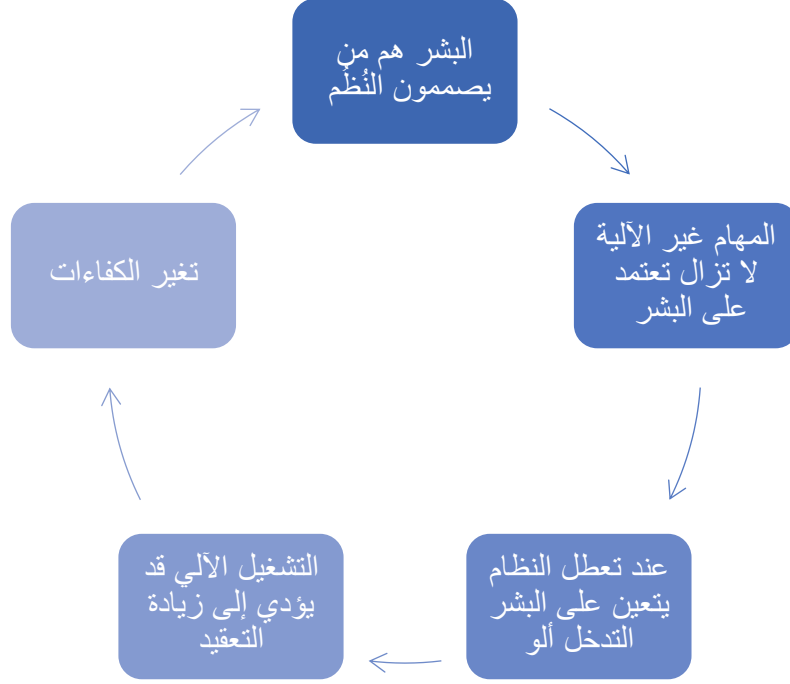 البشر هم من
يصممون النُظُم
المهام غير الآلية
لا تزال تعتمد
على البشر
عند تعطل النظام
يتعين على البشر
التدخل ألو
التشغيل الآلي قد
يؤدي إلى زيادة
التعقيد
تغير الكفاءات